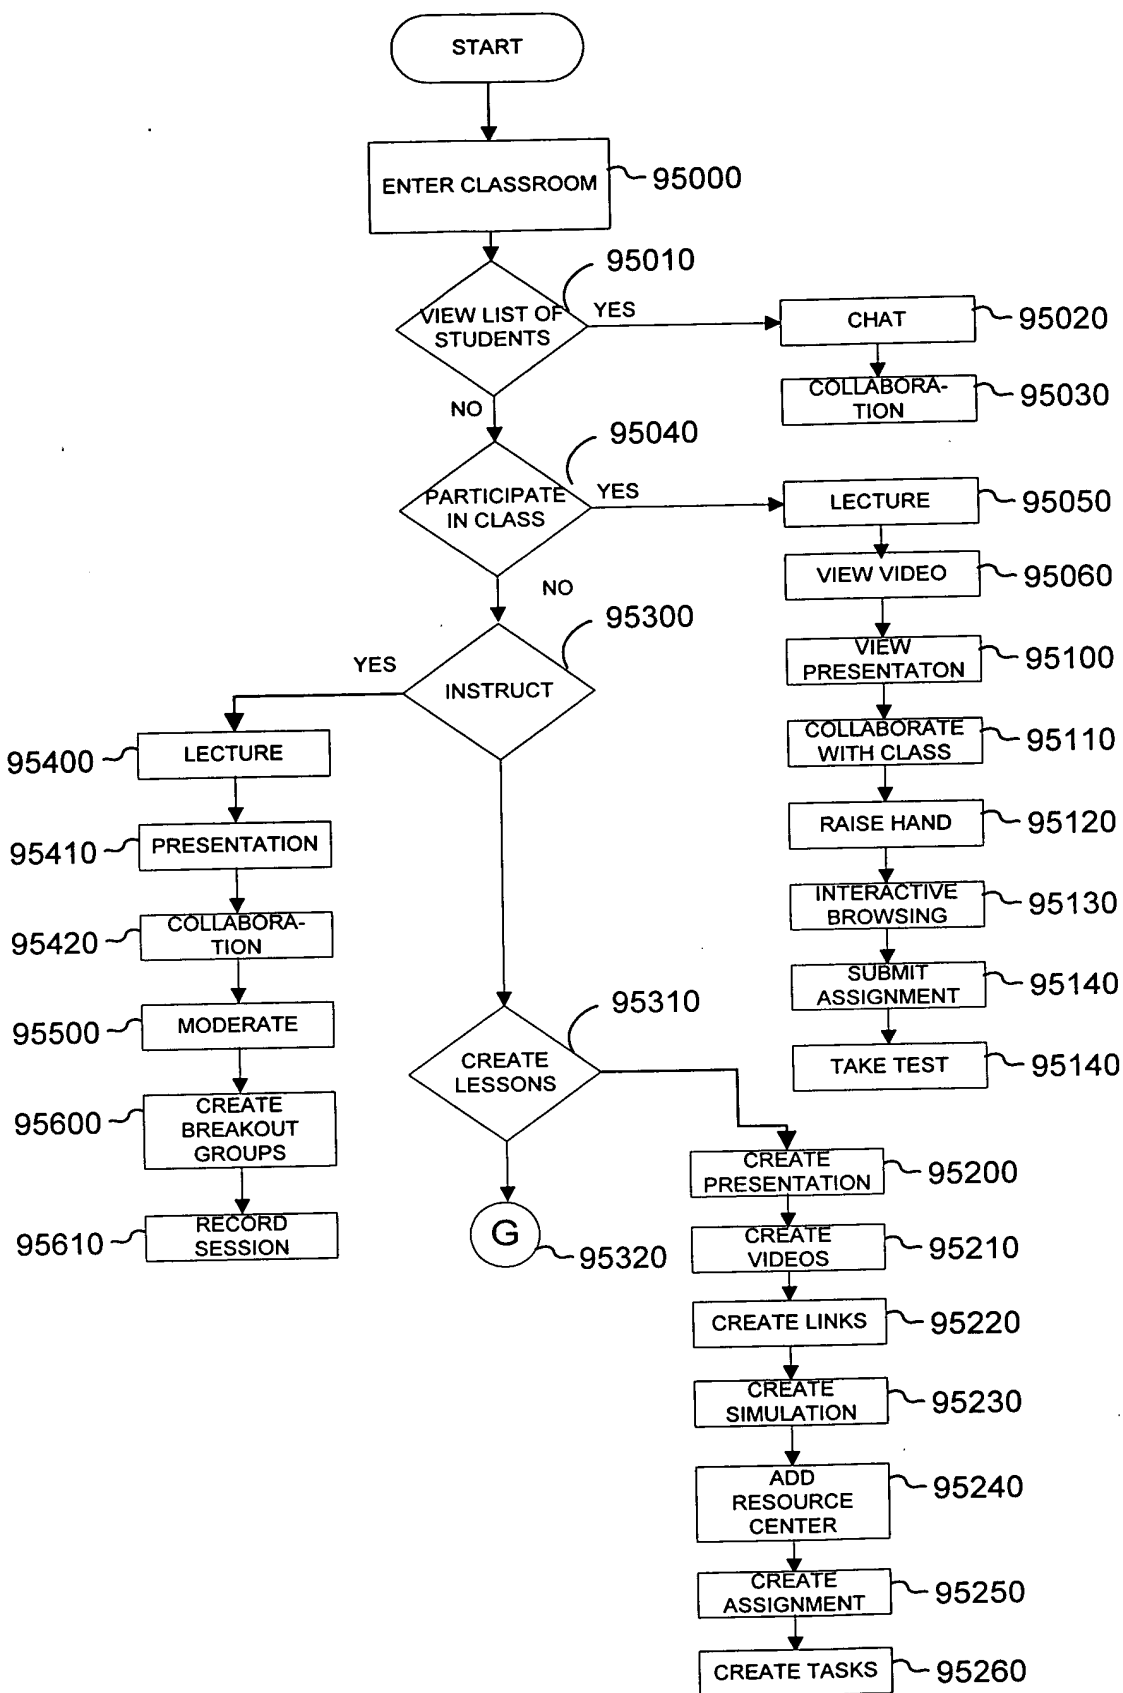 START
ENTER CLASSROOM
95000
95010
VIEW LIST OF
STUDENTS
YES
CHAT
95020
COLLABORA-
TION
95030
NO
95040
PARTICIPATE
IN CLASS
YES
LECTURE
95050
VIEW VIDEO
95060
NO
95300
VIEW
PRESENTATON
95100
YES
INSTRUCT
COLLABORATE
WITH CLASS
95110
95400
LECTURE
RAISE HAND
95120
95410
PRESENTATION
INTERACTIVE
BROWSING
95130
95420
COLLABORA-
TION
SUBMIT
ASSIGNMENT
95140
95500
MODERATE
95310
CREATE
LESSONS
TAKE TEST
95140
95600
CREATE
BREAKOUT
GROUPS
CREATE
PRESENTATION
95200
95610
RECORD
SESSION
G
95320
CREATE
VIDEOS
95210
CREATE LINKS
95220
CREATE
SIMULATION
95230
ADD
RESOURCE
CENTER
95240
CREATE
ASSIGNMENT
95250
CREATE TASKS
95260